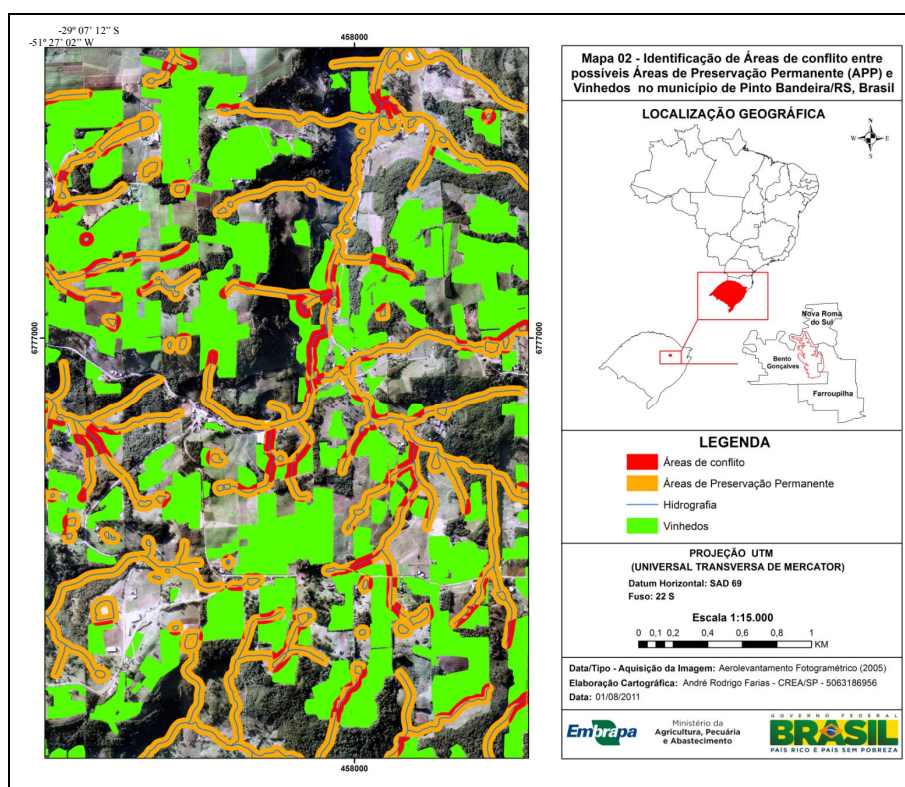 -29º 07' 12" S
-51º 27' 02" W
458000
6777000
6777000
458000
Mapa 02 - Identificação de Áreas de conflito entre
possíveis Áreas de Preservação Permanente (APP) e
Vinhedos no município de Pinto Bandeira/RS, Brasil
LOCALIZAÇÃO GEOGRÁFICA
N
W E
S
Nova Roma
do Sul
Bento
Gonçalves
Farroupilha
LEGENDA
Áreas de conflito
Áreas de Preservação Permanente
Hidrografia
Vinhedos
PROJEÇÃO UTM
(UNIVERSAL TRANSVERSA DE MERCATOR)
Datum Horizontal: SAD 69
Fuso: 22 S
Escala 1:15.000
0 0,1 0,2 0,4 0,6 0,8 1
KM
Data/Tipo - Aquisição da Imagem: Aerolevantamento Fotogramétrico (2005)
Elaboração Cartográfica: André Rodrigo Farias - CREA/SP - 5063186956
Data: 01/08/2011
Embrapa
Ministério da
Agricultura, Pecuária
e Abastecimento
GOVERNO FEDERAL
BRASIL
PAÍS RICO É PAÍS SEM POBREZA